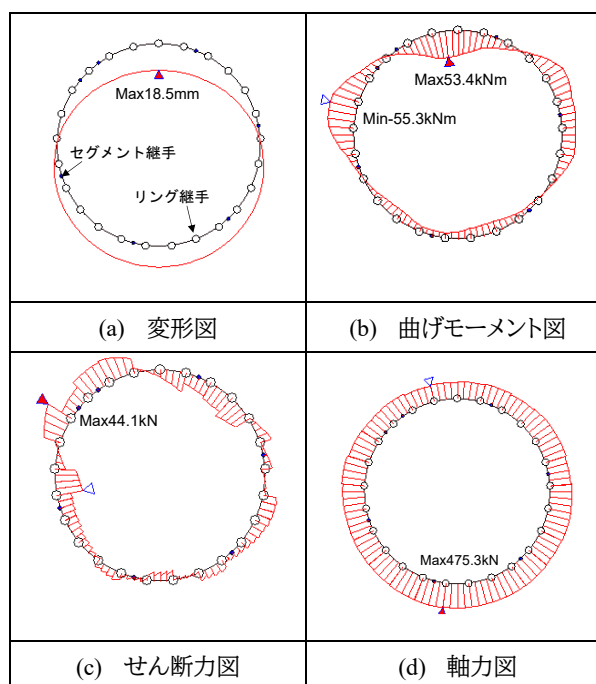 Max18.5mm
セグメント継手
リング継手
(a) 変形図
Max53.4kNm
Min-55.3kNm
(b) 曲げモーメント図
Max44.1kN
(c) せん断力図
Max475.3kN
(d) 軸力図